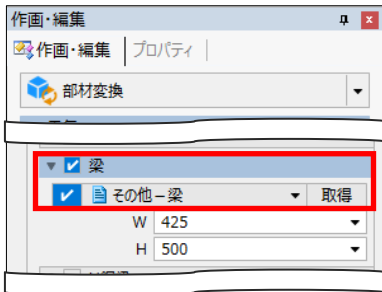 作画・編集
作画・編集 プロパティ
部材変換
梁
その他 – 梁 取得
W 425
H 500